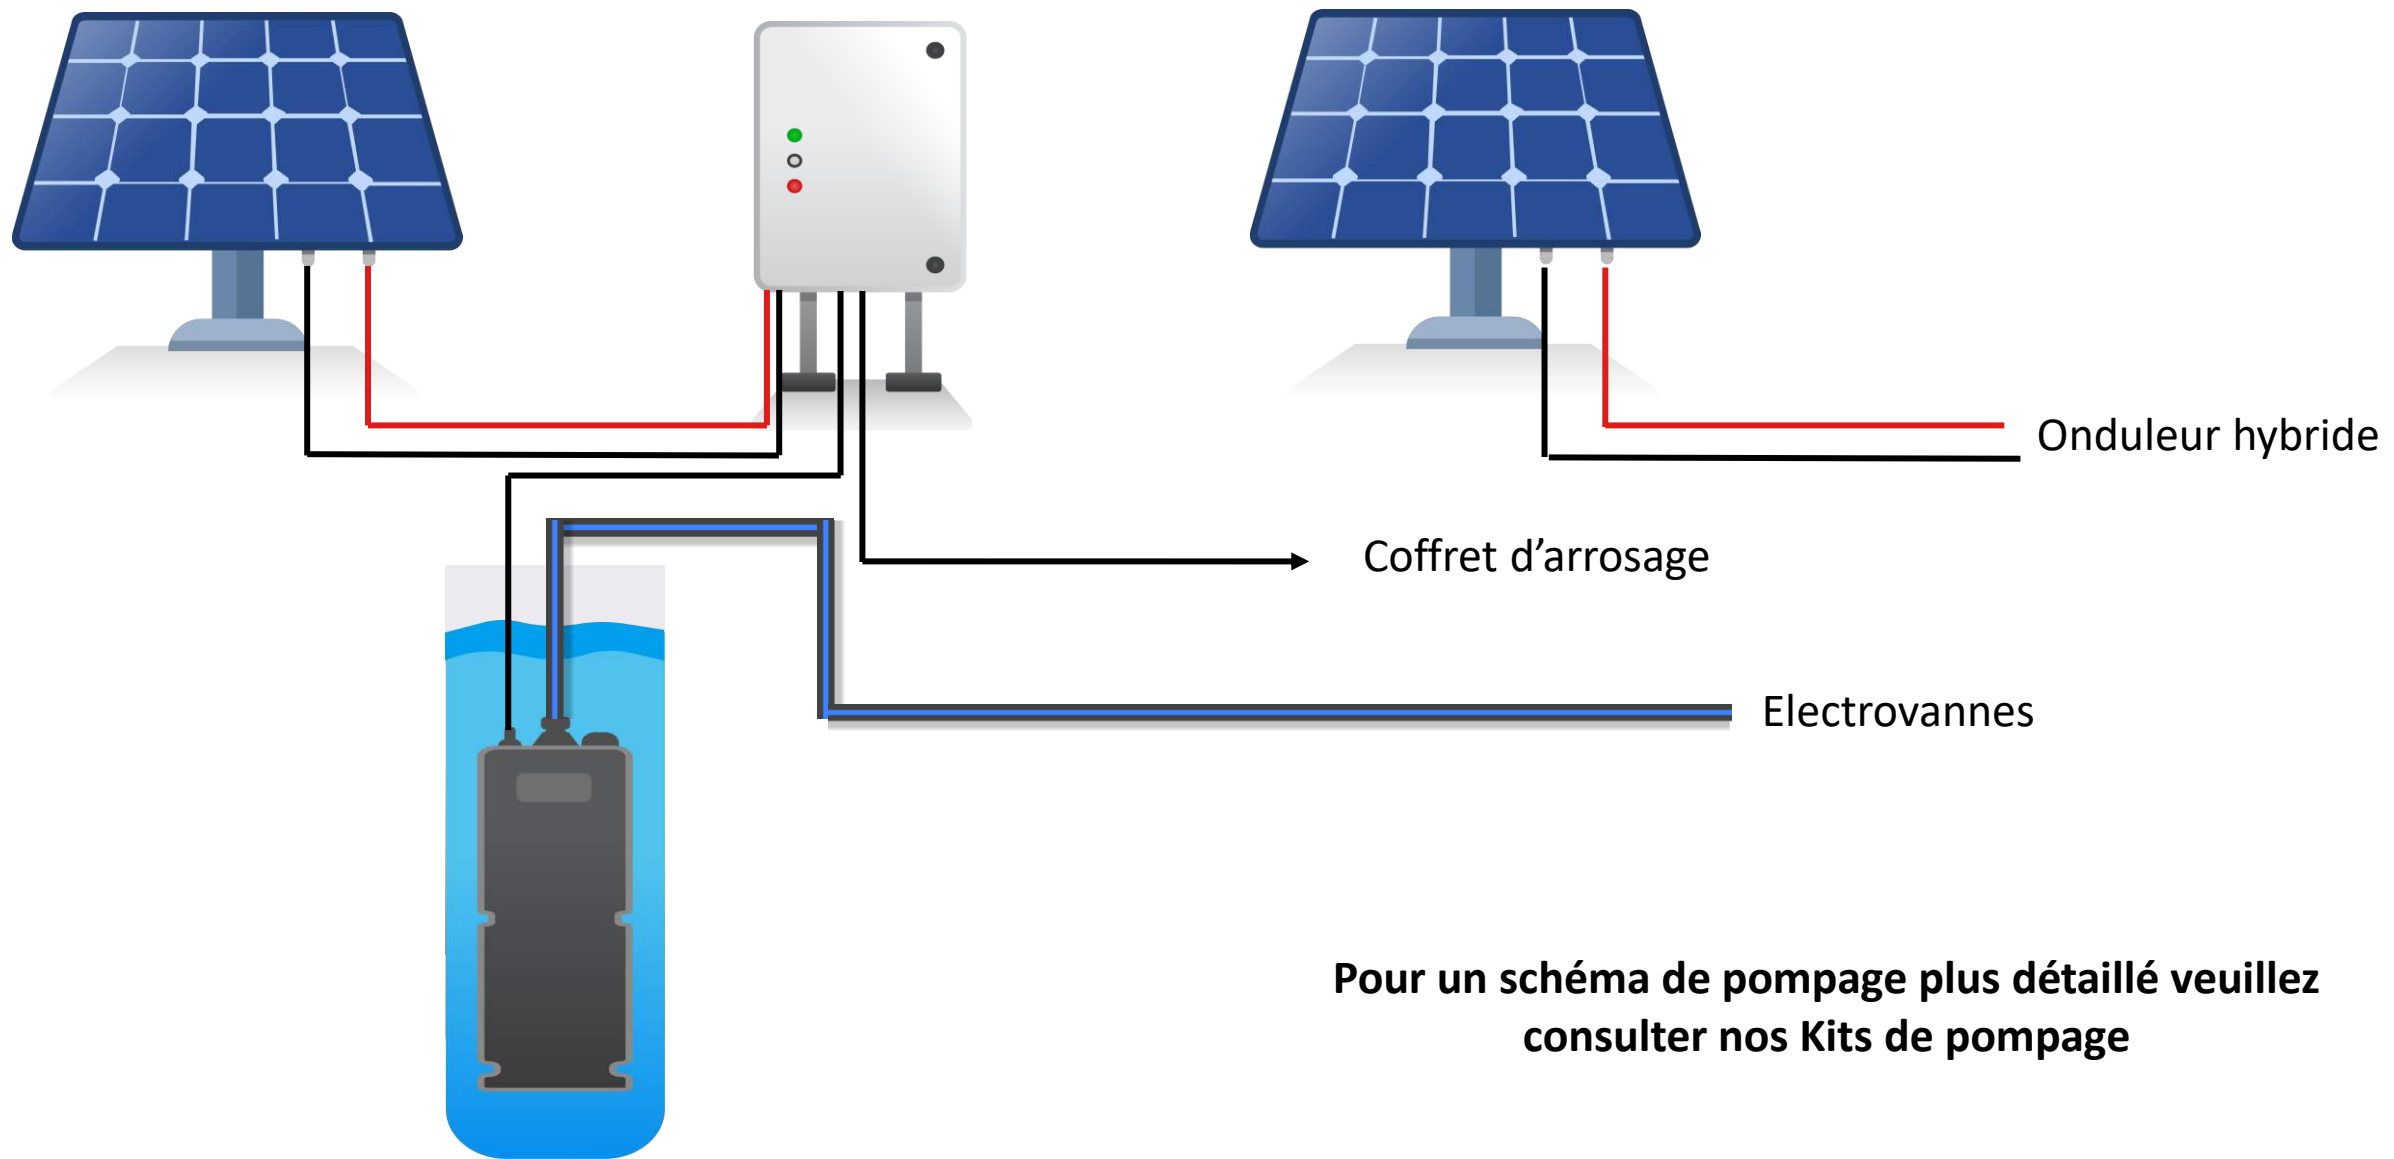 Onduleur hybride
Coffret d’arrosage
Electrovannes
Pour un schéma de pompage plus détaillé veuillez
consulter nos Kits de pompage